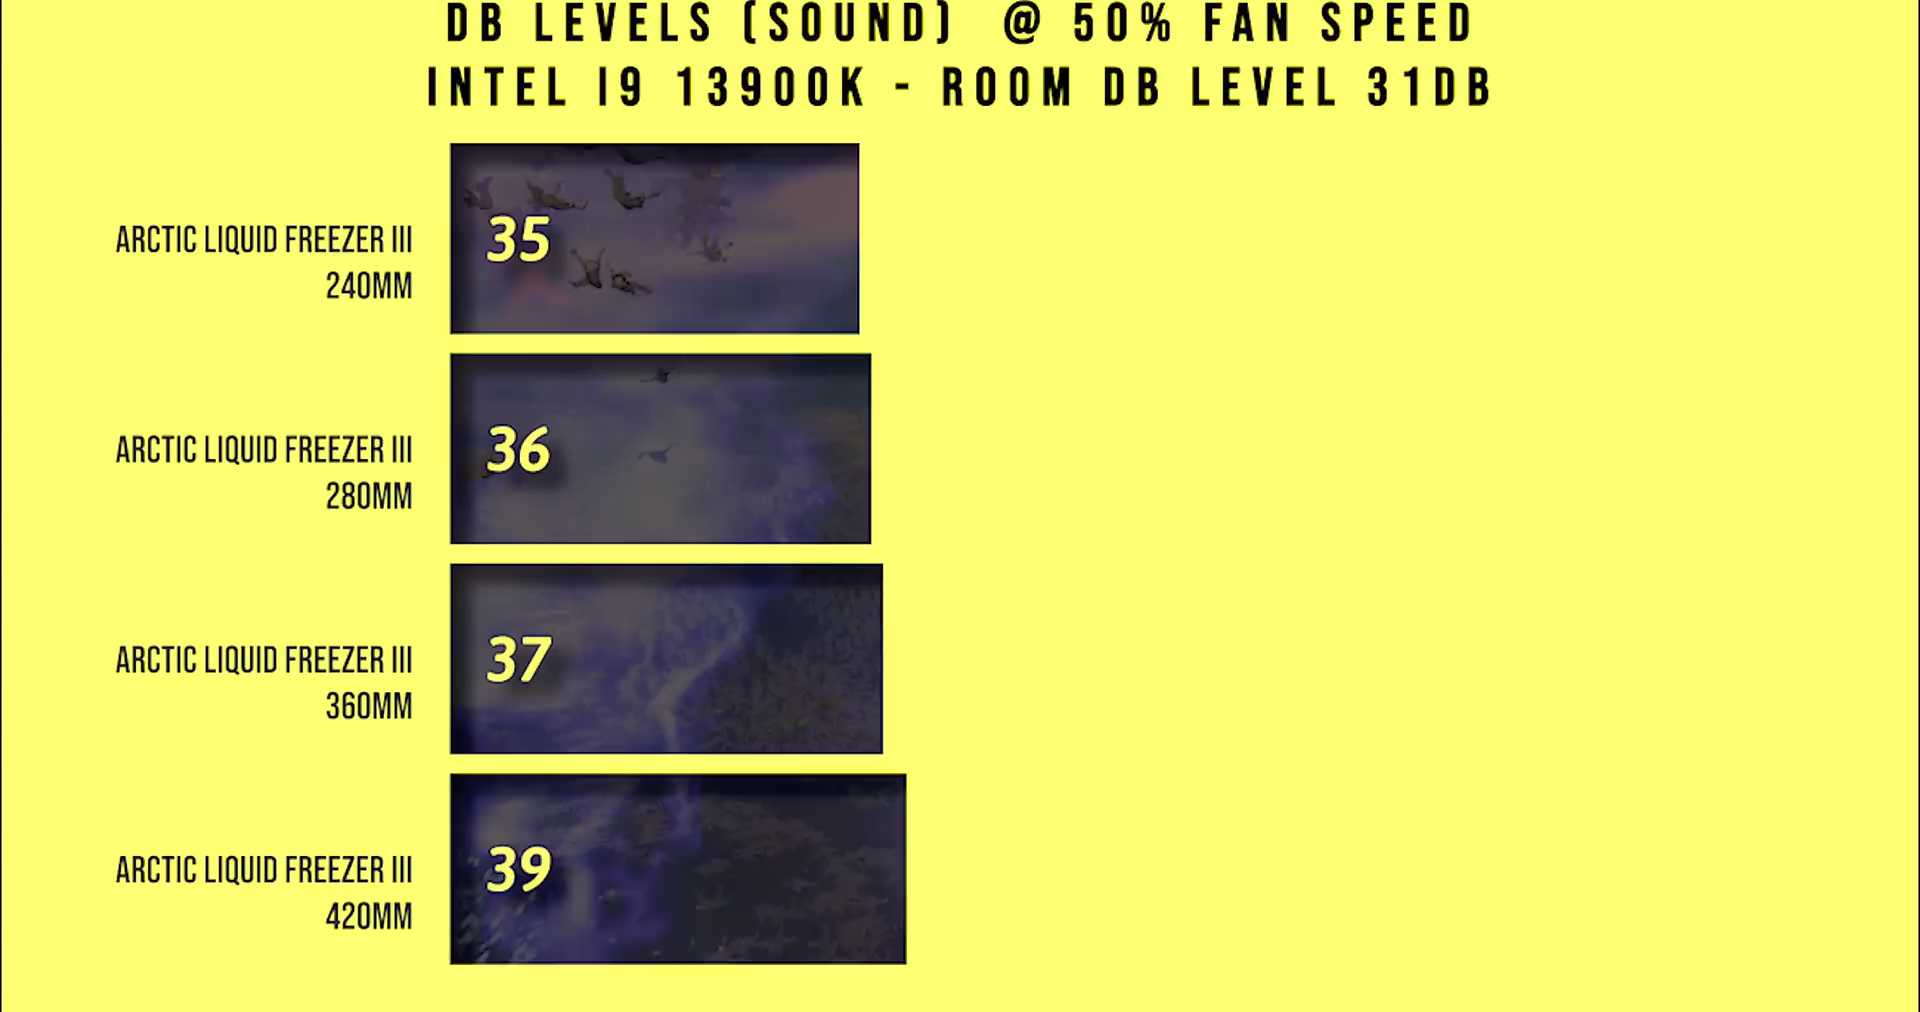 DB LEVELS (SOUND) @ 50% FAN SPEED
INTEL I9 13900K - ROOM DB LEVEL 31DB
ARCTIC LIQUID FREEZER III
240MM
35
ARCTIC LIQUID FREEZER III
280MM
36
ARCTIC LIQUID FREEZER III
360MM
37
ARCTIC LIQUID FREEZER III
420MM
39